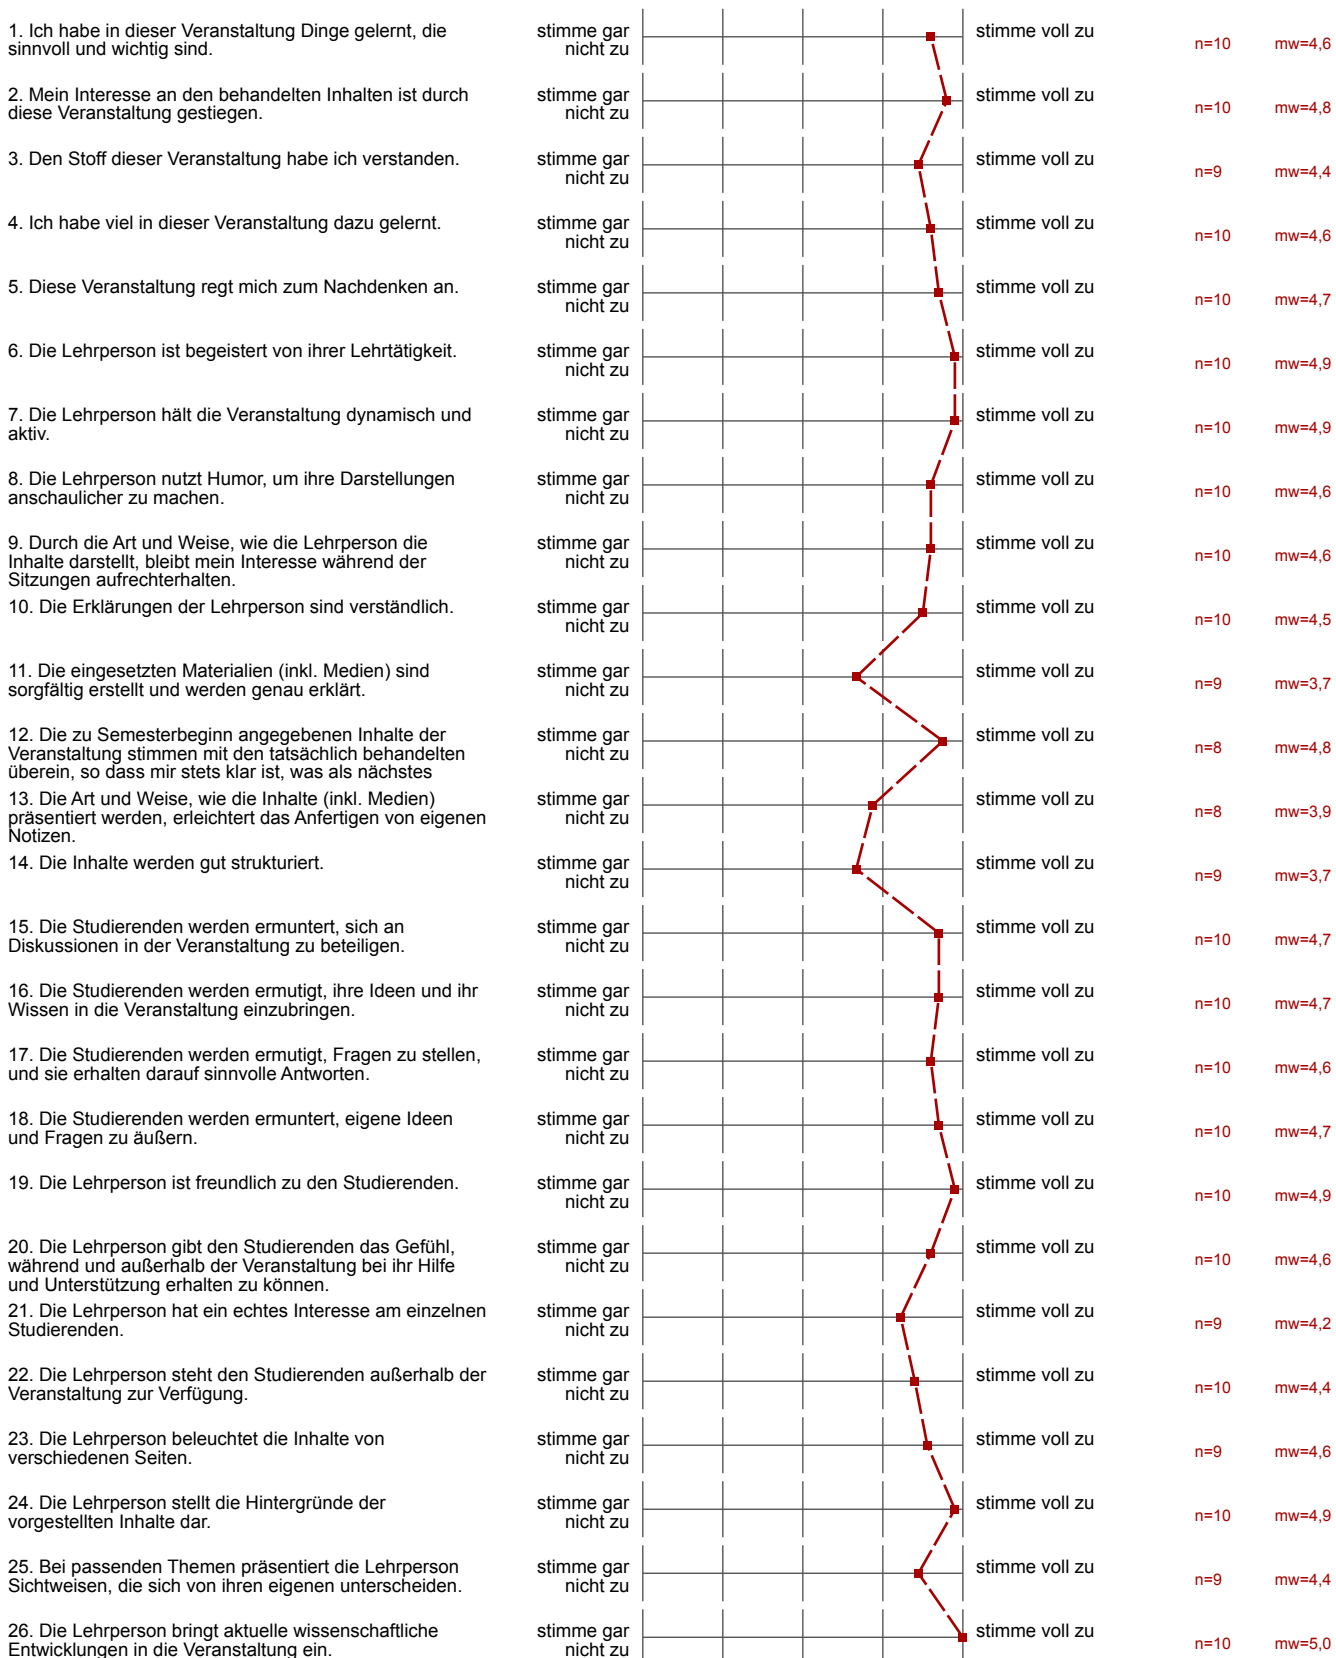 1. Ich habe in dieser Veranstaltung Dinge gelernt, die
sinnvoll und wichtig sind.
stimme gar
nicht zu
stimme voll zu
n=10
mw=4,6
2. Mein Interesse an den behandelten Inhalten ist durch
diese Veranstaltung gestiegen.
stimme gar
nicht zu
stimme voll zu
n=10
mw=4,8
3. Den Stoff dieser Veranstaltung habe ich verstanden.
stimme gar
nicht zu
stimme voll zu
n=9
mw=4,4
4. Ich habe viel in dieser Veranstaltung dazu gelernt.
stimme gar
nicht zu
stimme voll zu
n=10
mw=4,6
5. Diese Veranstaltung regt mich zum Nachdenken an.
stimme gar
nicht zu
stimme voll zu
n=10
mw=4,7
6. Die Lehrperson ist begeistert von ihrer Lehrtätigkeit.
stimme gar
nicht zu
stimme voll zu
n=10
mw=4,9
7. Die Lehrperson hält die Veranstaltung dynamisch und
aktiv.
stimme gar
nicht zu
stimme voll zu
n=10
mw=4,9
8. Die Lehrperson nutzt Humor, um ihre Darstellungen
anschaulicher zu machen.
stimme gar
nicht zu
stimme voll zu
n=10
mw=4,6
9. Durch die Art und Weise, wie die Lehrperson die
Inhalte darstellt, bleibt mein Interesse während der
Sitzungen aufrechterhalten.
stimme gar
nicht zu
stimme voll zu
n=10
mw=4,6
10. Die Erklärungen der Lehrperson sind verständlich.
stimme gar
nicht zu
stimme voll zu
n=10
mw=4,5
11. Die eingesetzten Materialien (inkl. Medien) sind
sorgfältig erstellt und werden genau erklärt.
stimme gar
nicht zu
stimme voll zu
n=9
mw=3,7
12. Die zu Semesterbeginn angegebenen Inhalte der
Veranstaltung stimmen mit den tatsächlich behandelten
überein, so dass mir stets klar ist, was als nächstes
stimme gar
nicht zu
stimme voll zu
n=8
mw=4,8
13. Die Art und Weise, wie die Inhalte (inkl. Medien)
präsentiert werden, erleichtert das Anfertigen von eigenen
Notizen.
stimme gar
nicht zu
stimme voll zu
n=8
mw=3,9
14. Die Inhalte werden gut strukturiert.
stimme gar
nicht zu
stimme voll zu
n=9
mw=3,7
15. Die Studierenden werden ermuntert, sich an
Diskussionen in der Veranstaltung zu beteiligen.
stimme gar
nicht zu
stimme voll zu
n=10
mw=4,7
16. Die Studierenden werden ermutigt, ihre Ideen und ihr
Wissen in die Veranstaltung einzubringen.
stimme gar
nicht zu
stimme voll zu
n=10
mw=4,7
17. Die Studierenden werden ermutigt, Fragen zu stellen,
und sie erhalten darauf sinnvolle Antworten.
stimme gar
nicht zu
stimme voll zu
n=10
mw=4,6
18. Die Studierenden werden ermuntert, eigene Ideen
und Fragen zu äußern.
stimme gar
nicht zu
stimme voll zu
n=10
mw=4,7
19. Die Lehrperson ist freundlich zu den Studierenden.
stimme gar
nicht zu
stimme voll zu
n=10
mw=4,9
20. Die Lehrperson gibt den Studierenden das Gefühl,
während und außerhalb der Veranstaltung bei ihr Hilfe
und Unterstützung erhalten zu können.
stimme gar
nicht zu
stimme voll zu
n=10
mw=4,6
21. Die Lehrperson hat ein echtes Interesse am einzelnen
Studierenden.
stimme gar
nicht zu
stimme voll zu
n=9
mw=4,2
22. Die Lehrperson steht den Studierenden außerhalb der
Veranstaltung zur Verfügung.
stimme gar
nicht zu
stimme voll zu
n=10
mw=4,4
23. Die Lehrperson beleuchtet die Inhalte von
verschiedenen Seiten.
stimme gar
nicht zu
stimme voll zu
n=9
mw=4,6
24. Die Lehrperson stellt die Hintergründe der
vorgestellten Inhalte dar.
stimme gar
nicht zu
stimme voll zu
n=10
mw=4,9
25. Bei passenden Themen präsentiert die Lehrperson
Sichtweisen, die sich von ihren eigenen unterscheiden.
stimme gar
nicht zu
stimme voll zu
n=9
mw=4,4
26. Die Lehrperson bringt aktuelle wissenschaftliche
Entwicklungen in die Veranstaltung ein.
stimme gar
nicht zu
stimme voll zu
n=10
mw=5,0